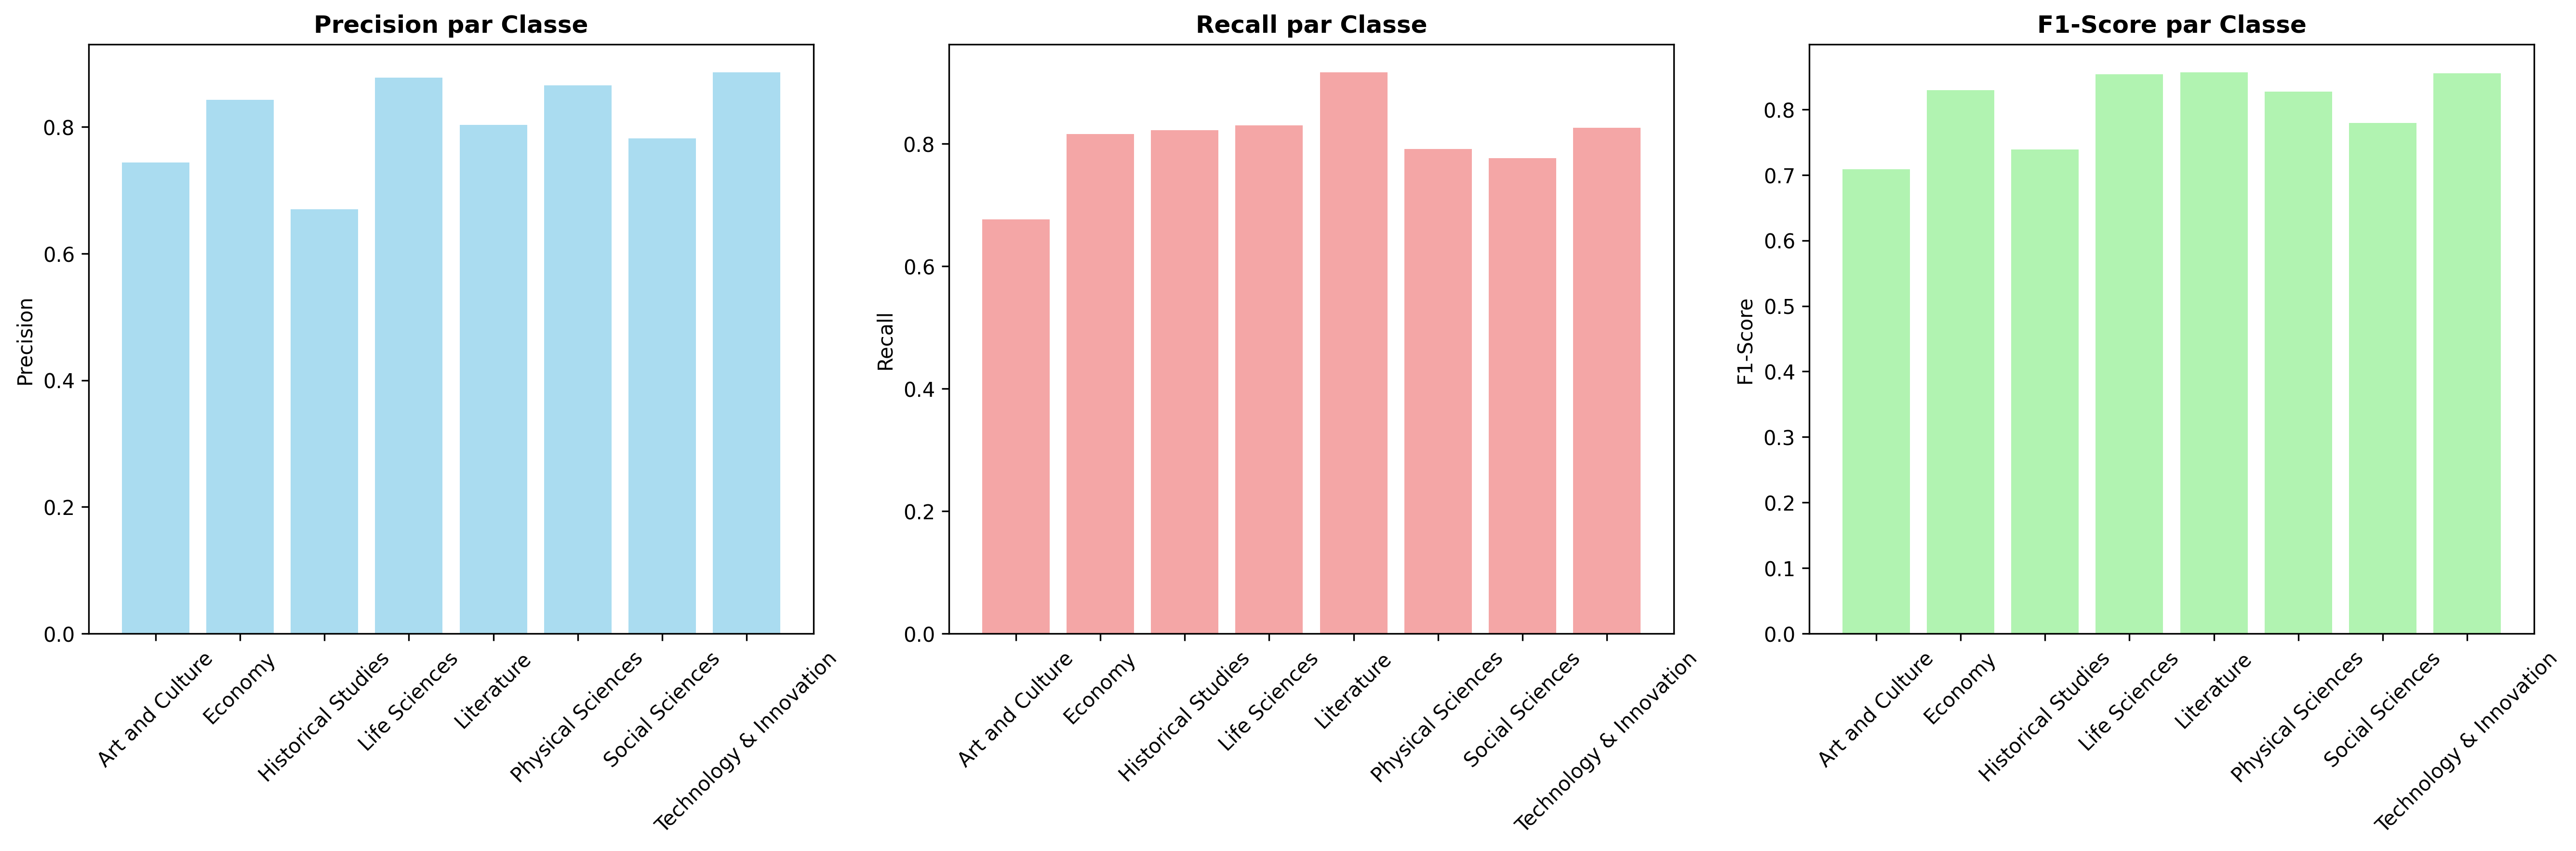 Precision par Classe
Precision
0.8
0.6
0.4
0.2
0.0
Art and Culture
Economy
Historical Studies
Life Sciences
Literature
Physical Sciences
Social Sciences
Technology & Innovation
Recall par Classe
Recall
0.8
0.6
0.4
0.2
0.0
Art and Culture
Economy
Historical Studies
Life Sciences
Literature
Physical Sciences
Social Sciences
Technology & Innovation
F1-Score par Classe
F1-Score
0.8
0.7
0.6
0.5
0.4
0.3
0.2
0.1
0.0
Art and Culture
Economy
Historical Studies
Life Sciences
Literature
Physical Sciences
Social Sciences
Technology & Innovation